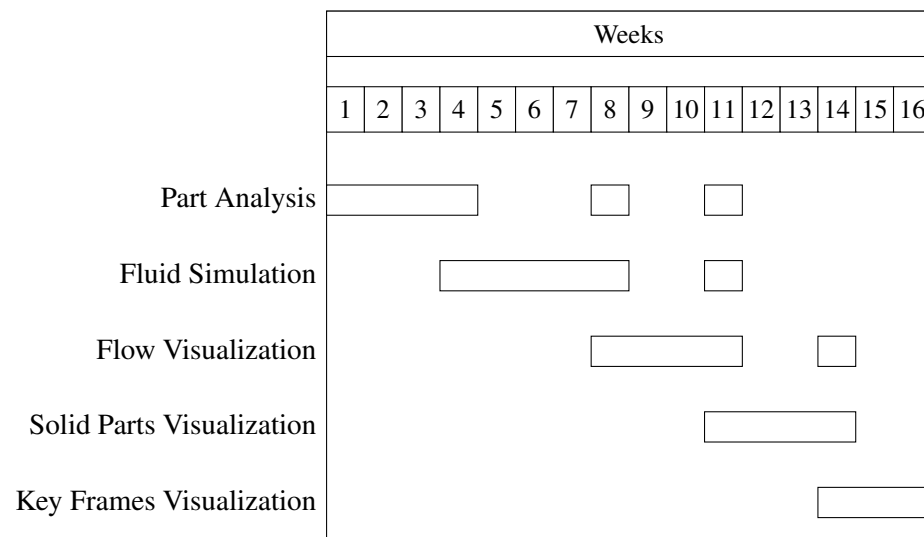 Weeks
1 2 3 4 5 6 7 8 9 10 11 12 13 14 15 16
Part Analysis
Fluid Simulation
Flow Visualization
Solid Parts Visualization
Key Frames Visualization